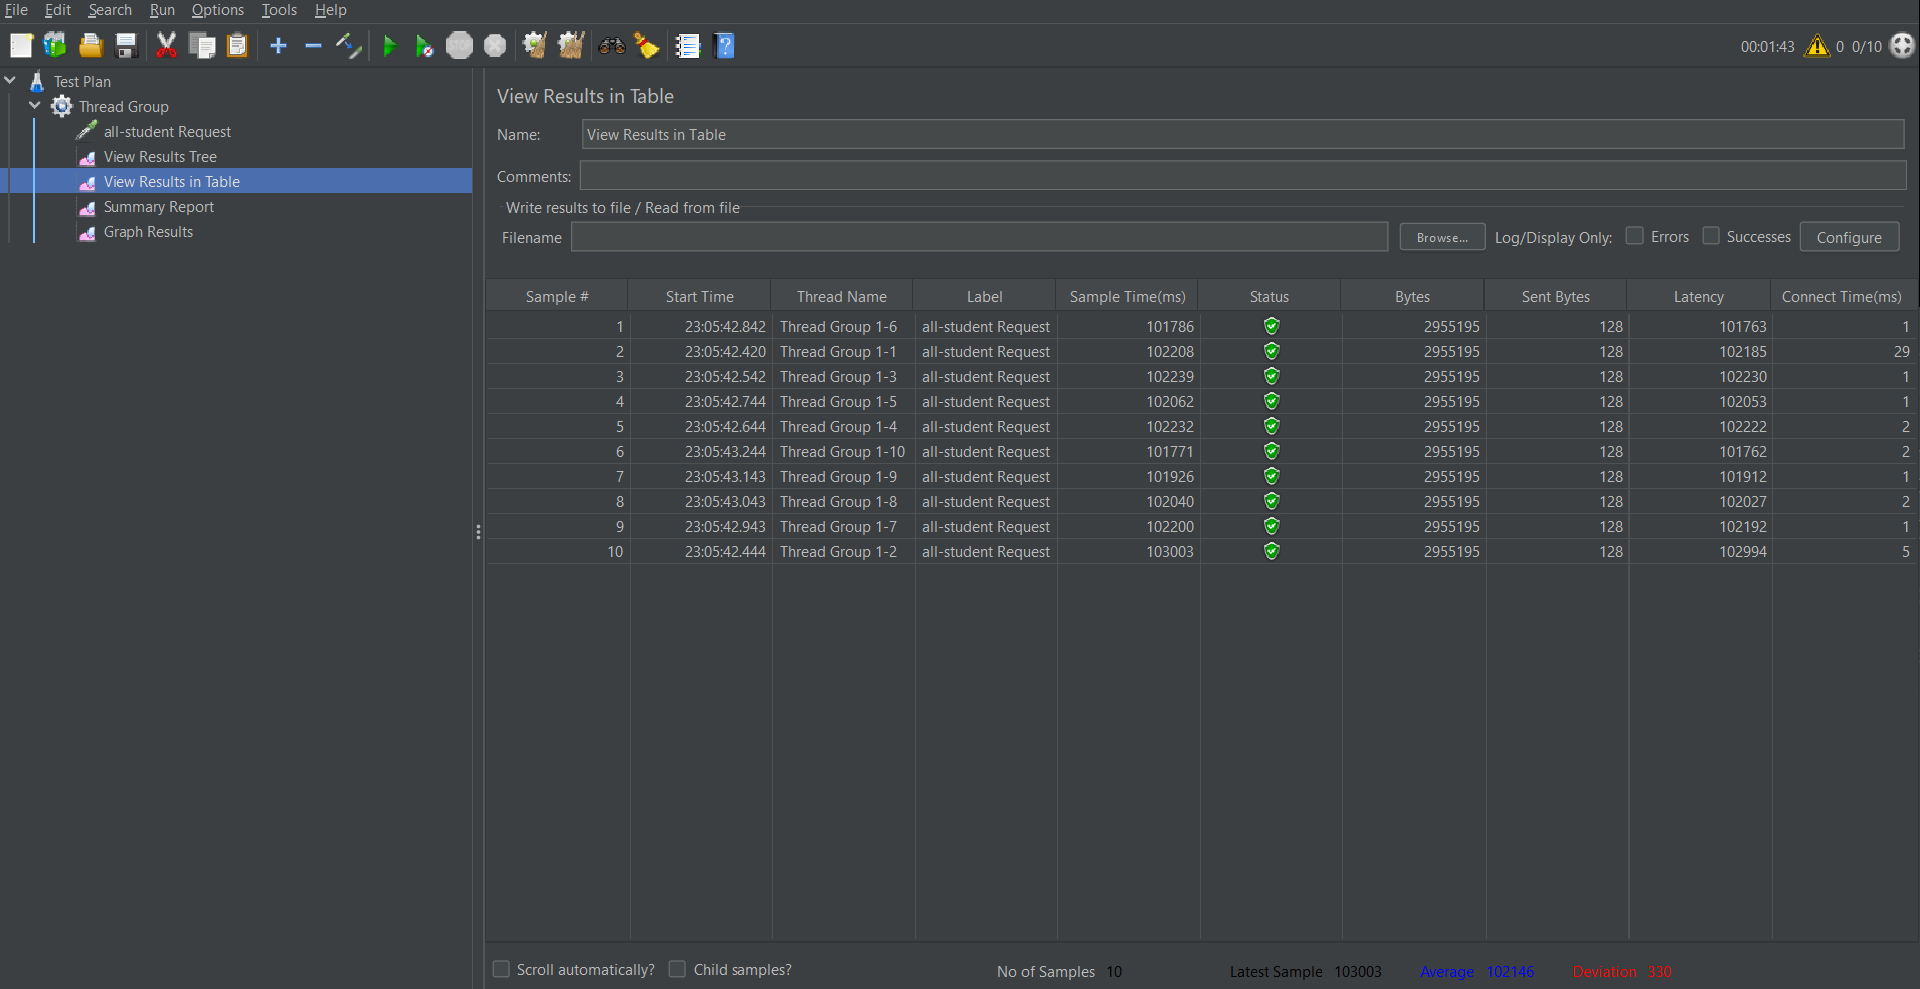 File Edit Search Run Options Tools Help
STOP
00:01:43 0 0/10
Test Plan
Thread Group
all-student Request
View Results Tree
View Results in Table
Summary Report
Graph Results
View Results in Table
Name: View Results in Table
Comments:
Write results to file / Read from file
Filename Browse... Log/Display Only: Errors Successes Configure
Sample # Start Time Thread Name Label Sample Time(ms) Status Bytes Sent Bytes Latency Connect Time(ms)
1 23:05:42.842 Thread Group 1-6 all-student Request 101786 2955195 128 101763 1
2 23:05:42.420 Thread Group 1-1 all-student Request 102208 2955195 128 102185 29
3 23:05:42.542 Thread Group 1-3 all-student Request 102239 2955195 128 102230 1
4 23:05:42.744 Thread Group 1-5 all-student Request 102062 2955195 128 102053 1
5 23:05:42.644 Thread Group 1-4 all-student Request 102232 2955195 128 102222 2
6 23:05:43.244 Thread Group 1-10 all-student Request 101771 2955195 128 101762 2
7 23:05:43.143 Thread Group 1-9 all-student Request 101926 2955195 128 101912 1
8 23:05:43.043 Thread Group 1-8 all-student Request 102040 2955195 128 102027 2
9 23:05:42.943 Thread Group 1-7 all-student Request 102200 2955195 128 102192 1
10 23:05:42.444 Thread Group 1-2 all-student Request 103003 2955195 128 102994 5
Scroll automatically? Child samples? No of Samples 10 Latest Sample 103003 Average 102146 Deviation 330